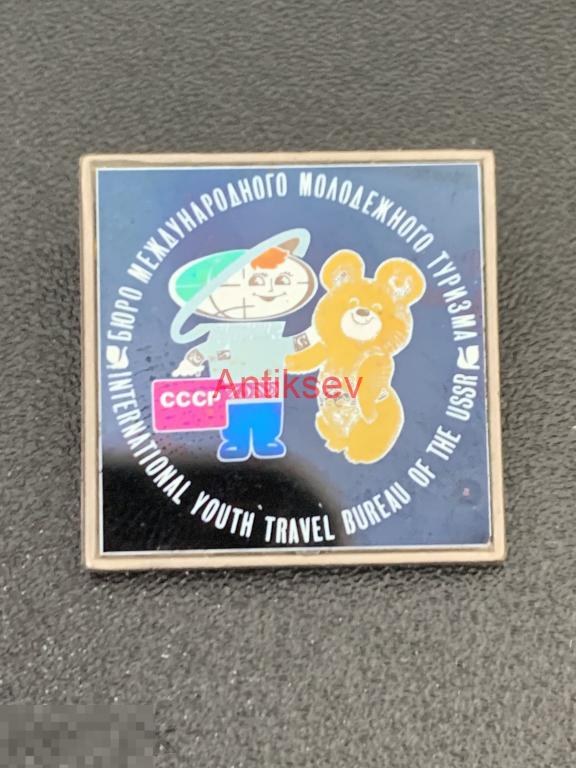 БЮРО МЕЖДУНАРОДНОГО МОЛОДЕЖНОГО ТУРИЗМА
СССР
Antiksev
INTERNATIONAL YOUTH TRAVEL BUREAU OF THE USSR